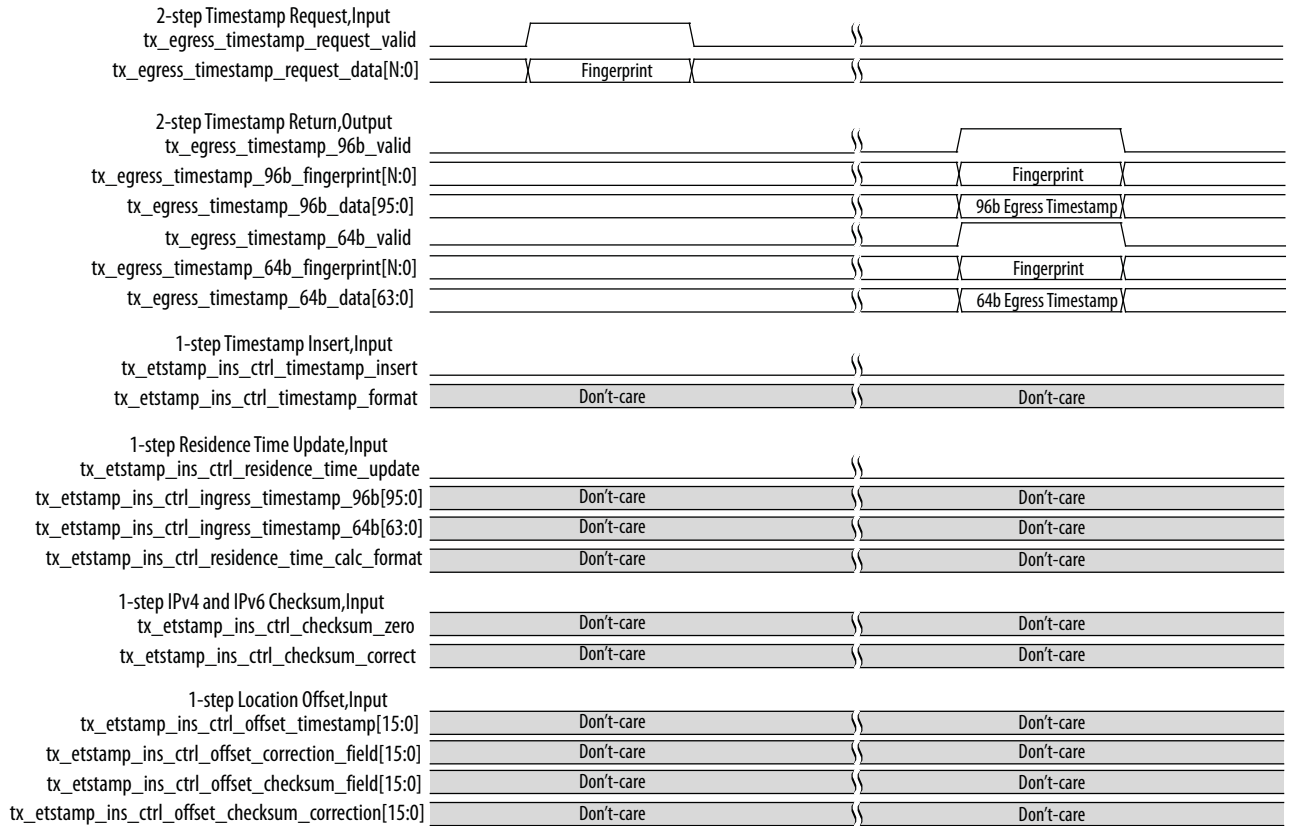 2-step Timestamp Request,Input
tx_egress_timestamp_request_valid
tx_egress_timestamp_request_data[N:0] Fingerprint
2-step Timestamp Return,Output
tx_egress_timestamp_96b_valid
tx_egress_timestamp_96b_fingerprint[N:0] Fingerprint
tx_egress_timestamp_96b_data[95:0] 96b Egress Timestamp
tx_egress_timestamp_64b_valid
tx_egress_timestamp_64b_fingerprint[N:0] Fingerprint
tx_egress_timestamp_64b_data[63:0] 64b Egress Timestamp
1-step Timestamp Insert,Input
tx_etstamp_ins_ctrl_timestamp_insert
tx_etstamp_ins_ctrl_timestamp_format Don't-care Don't-care
1-step Residence Time Update,Input
tx_etstamp_ins_ctrl_residence_time_update
tx_etstamp_ins_ctrl_ingress_timestamp_96b[95:0] Don't-care Don't-care
tx_etstamp_ins_ctrl_ingress_timestamp_64b[63:0] Don't-care Don't-care
tx_etstamp_ins_ctrl_residence_time_calc_format Don't-care Don't-care
1-step IPv4 and IPv6 Checksum,Input
tx_etstamp_ins_ctrl_checksum_zero Don't-care Don't-care
tx_etstamp_ins_ctrl_checksum_correct Don't-care Don't-care
1-step Location Offset,Input
tx_etstamp_ins_ctrl_offset_timestamp[15:0] Don't-care Don't-care
tx_etstamp_ins_ctrl_offset_correction_field[15:0] Don't-care Don't-care
tx_etstamp_ins_ctrl_offset_checksum_field[15:0] Don't-care Don't-care
tx_etstamp_ins_ctrl_offset_checksum_correction[15:0] Don't-care Don't-care